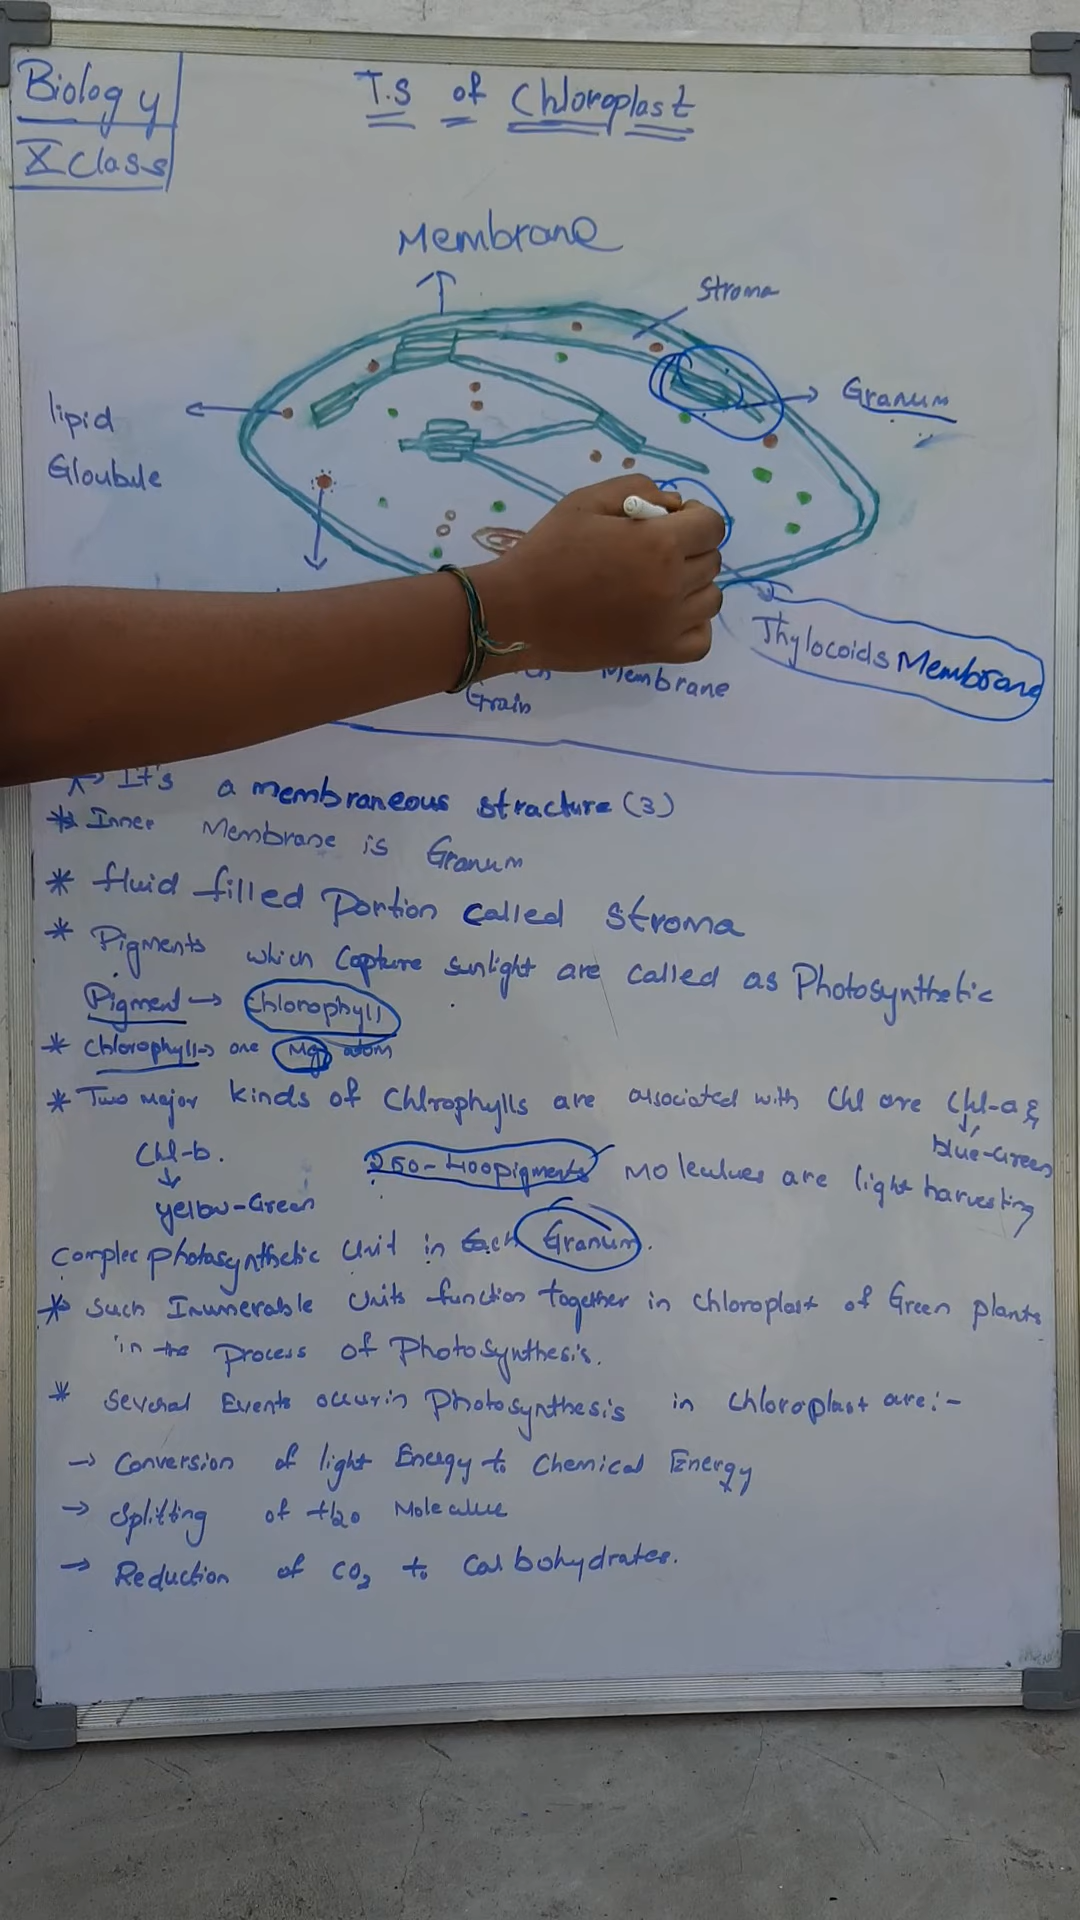 Biology
X Class
T.S of Chloroplast
Membrane
Stroma
Granum
lipid
Gloubule
Thylocoids Membrane
Membrane
Grain
It's a membraneous structure (3)
* Inner Membrane is Granum
* fluid filled Portion called stroma
* Pigments which Capture sunlight are called as Photosynthetic
Pigment → Chlorophyll
* Chlorophyll → one Mg atom
* Two major kinds of Chlrophylls are associated with Chl are Chl-a &
Chl-b.
blue-Green
yellow-Green
250-400 pigments Moleulues are light harvesting
Complex photosynthetic Unit in Each Granum.
* Such Inumerable Units function together in chloroplast of Green plants
in the Process of Photosynthesis.
* Several Events occur in Photosynthesis in Chloroplast are:-
→ Conversion of light Energy to Chemical Energy
→ Splitting of H2O Moleulue
→ Reduction of CO2 to Carbohydrates.